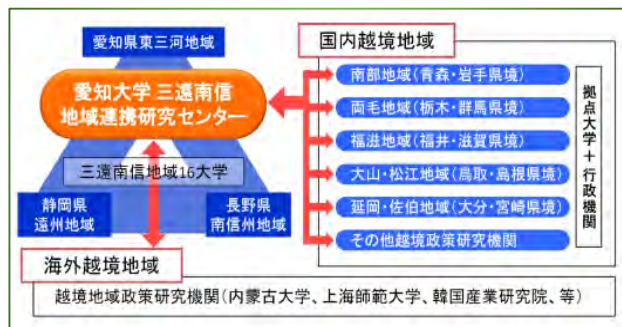 愛知県東三河地域
愛知大学 三遠南信
地域連携研究センター
三遠南信地域16大学
静岡県
遠州地域
長野県
南信州地域
国内越境地域
南部地域(青森・岩手県境)
両毛地域(栃木・群馬県境)
福滋地域(福井・滋賀県境)
大山・松江地域(鳥取・島根県境)
延岡・佐伯地域(大分・宮崎県境)
その他越境政策研究機関
拠点大学+行政機関
海外越境地域
越境地域政策研究機関(内蒙古大学、上海師範大学、韓国産業研究院、等)